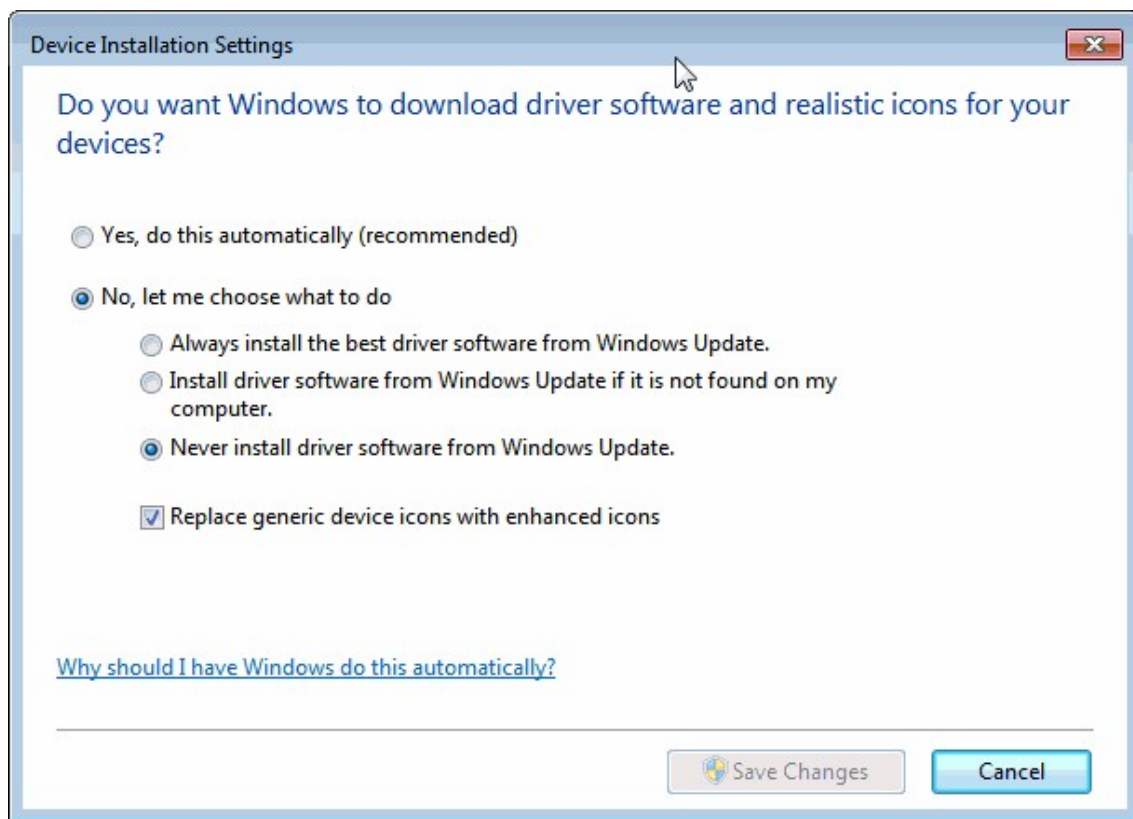 Device Installation Settings
Do you want Windows to download driver software and realistic icons for your
devices?
Yes, do this automatically (recommended)
No, let me choose what to do
Always install the best driver software from Windows Update.
Install driver software from Windows Update if it is not found on my
computer.
Never install driver software from Windows Update.
Replace generic device icons with enhanced icons
Why should I have Windows do this automatically?
Save Changes
Cancel